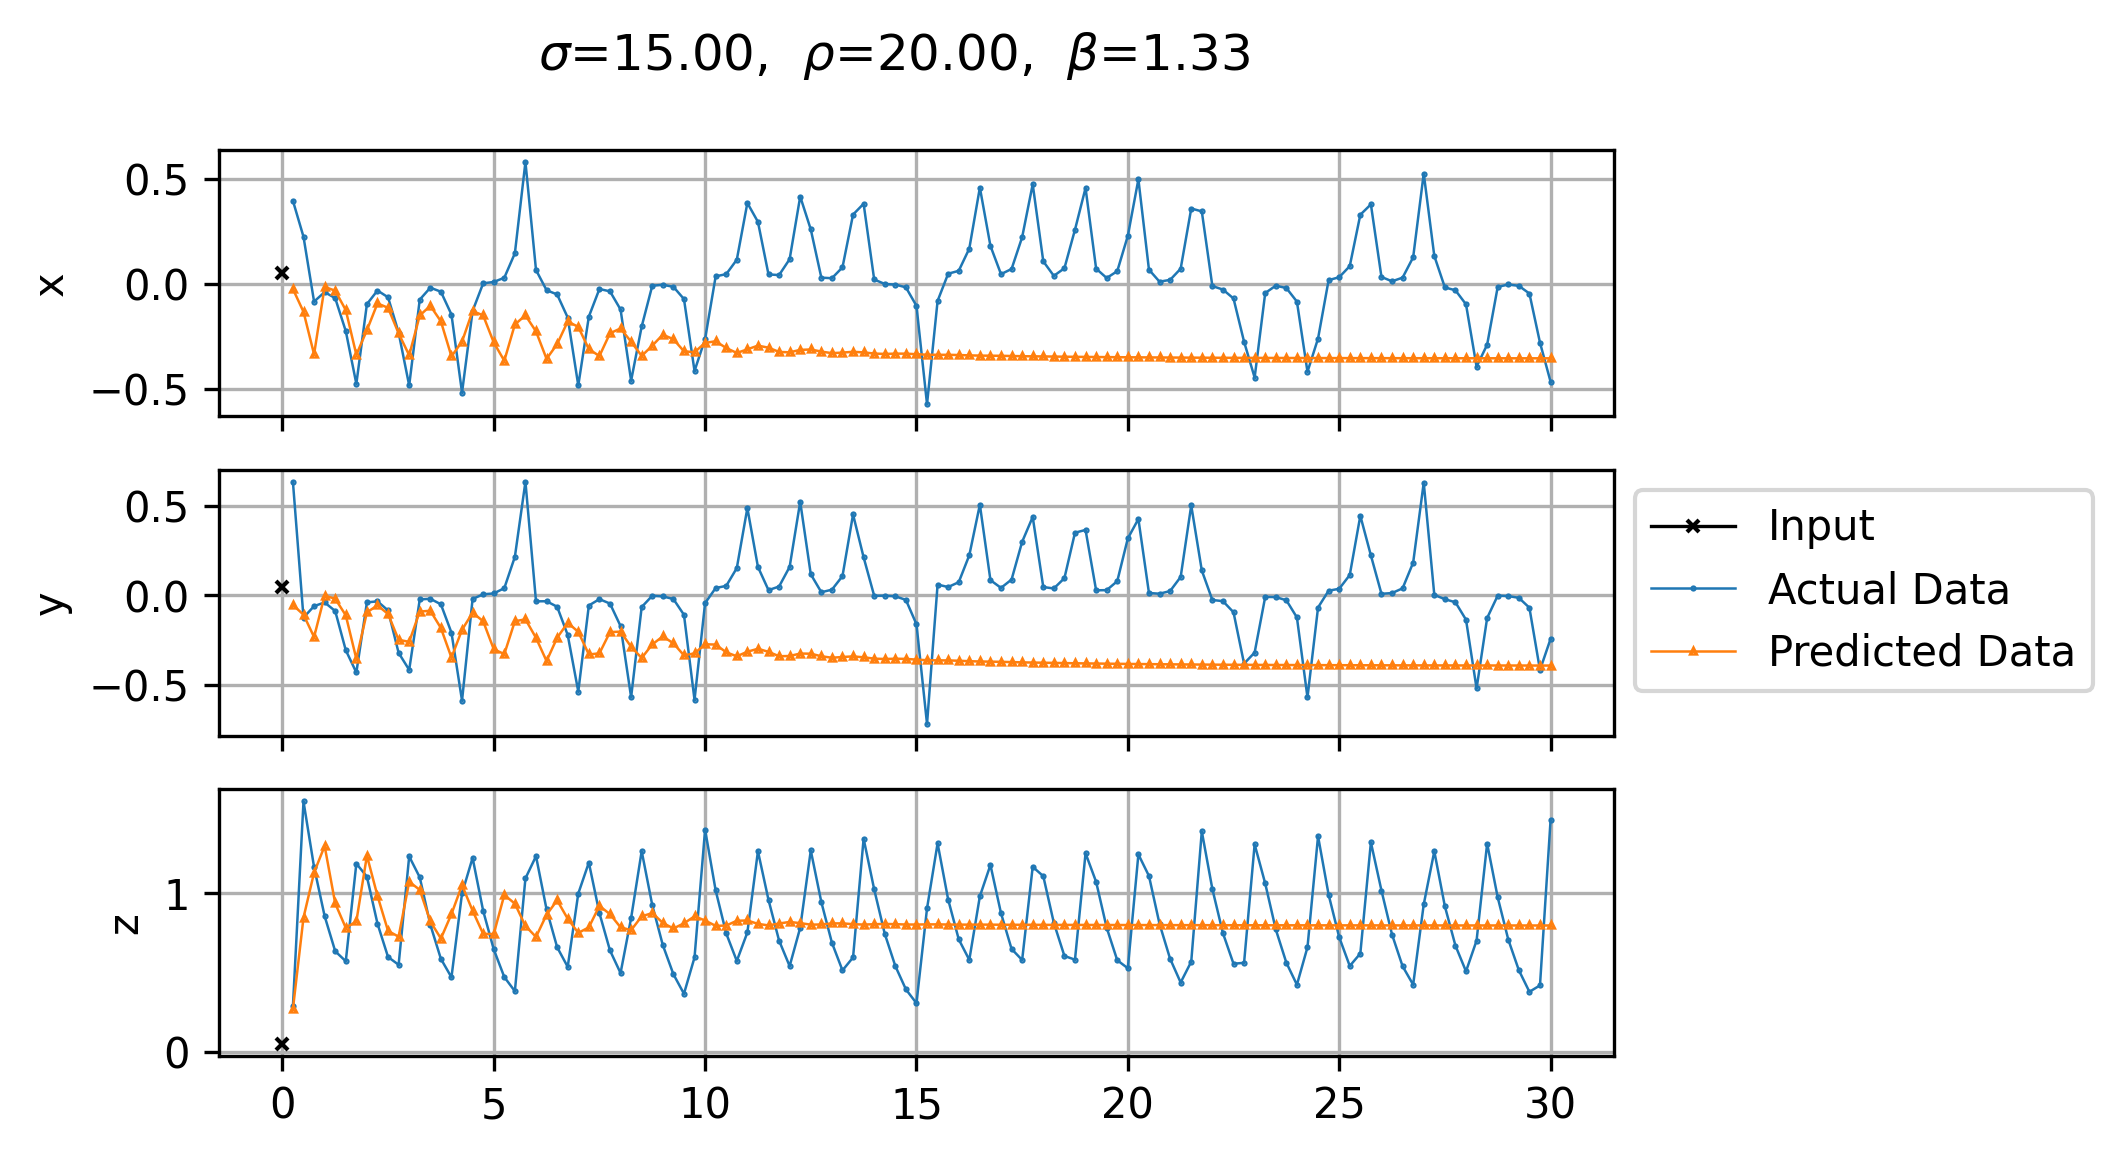 σ=15.00, ρ=20.00, β=1.33
0.5
0.0
−0.5
x
0.5
0.0
−0.5
y
Input
Actual Data
Predicted Data
1
0
z
0 5 10 15 20 25 30